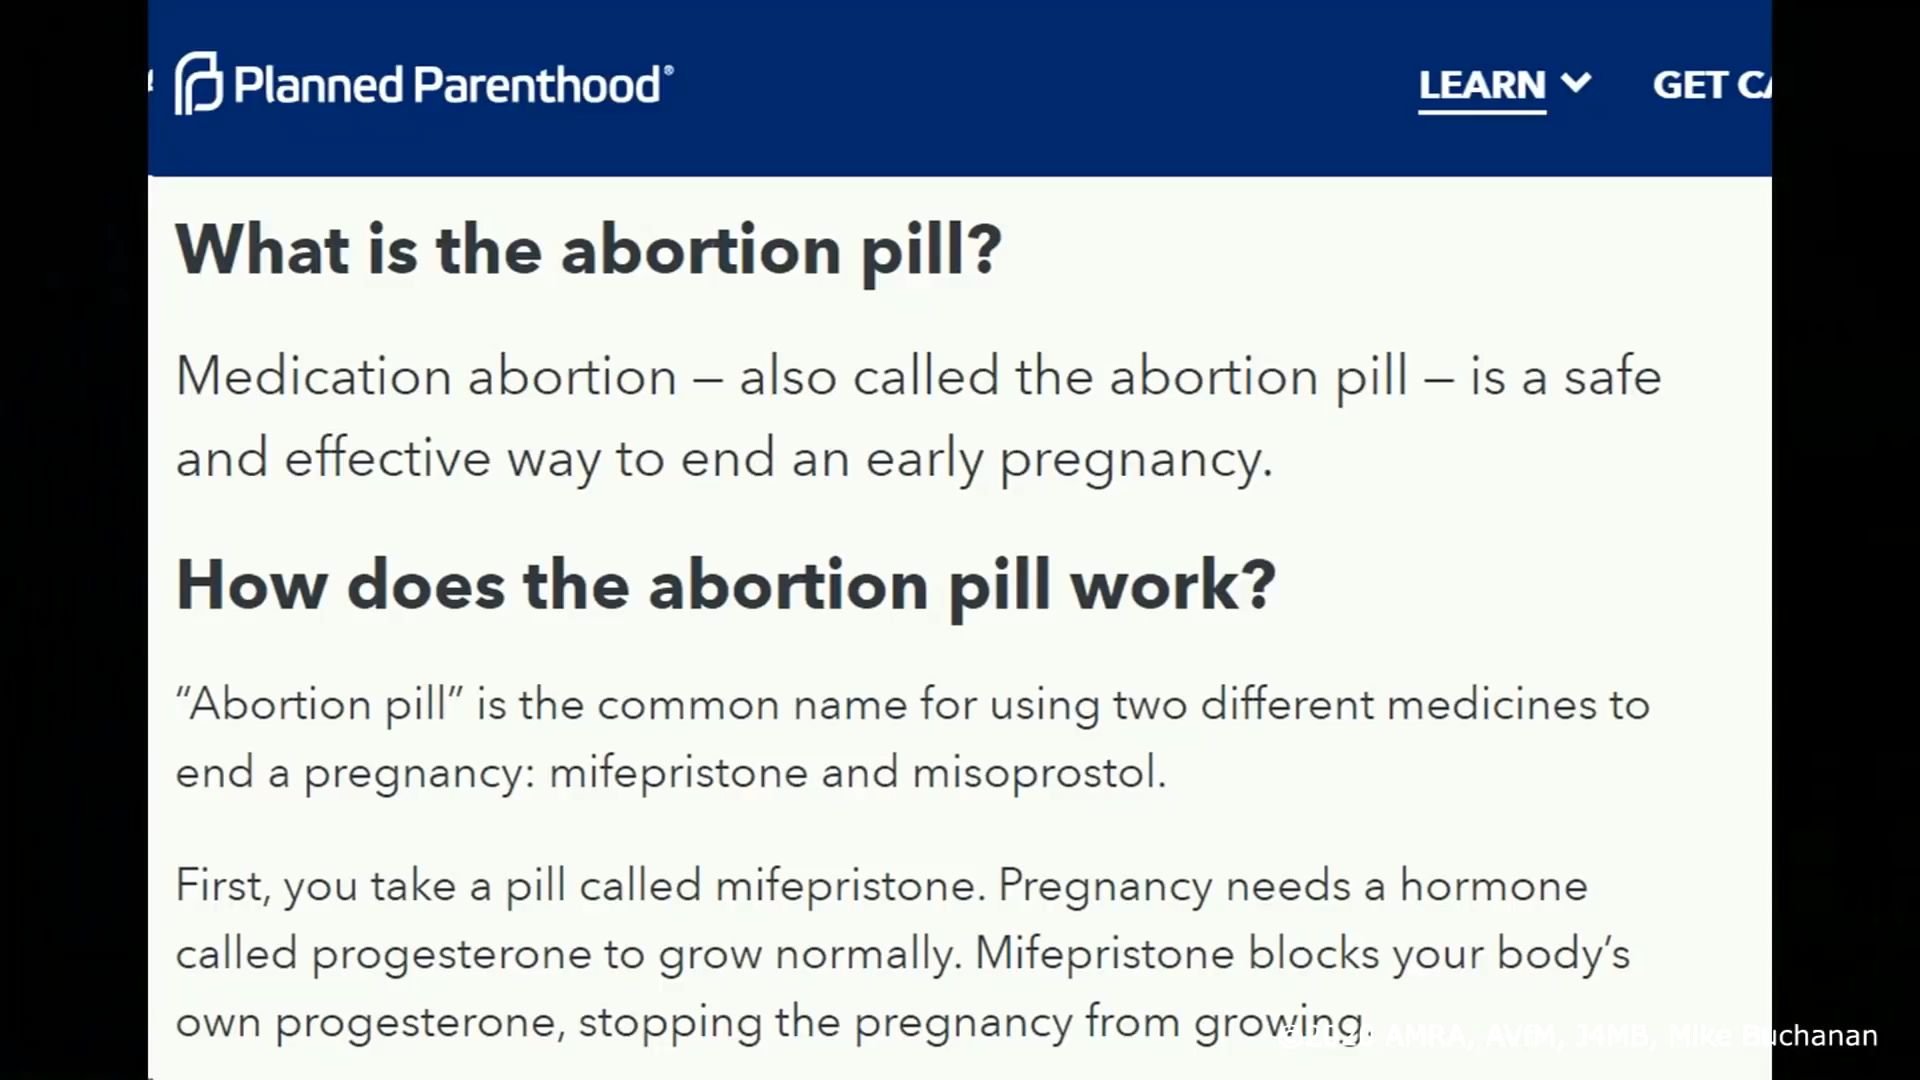 Planned Parenthood®
LEARN
GET CA
What is the abortion pill?
Medication abortion – also called the abortion pill – is a safe
and effective way to end an early pregnancy.
How does the abortion pill work?
“Abortion pill” is the common name for using two different medicines to
end a pregnancy: mifepristone and misoprostol.
First, you take a pill called mifepristone. Pregnancy needs a hormone
called progesterone to grow normally. Mifepristone blocks your body’s
own progesterone, stopping the pregnancy from growing.
AMRA, AVfM, J4MB, Mike Buchanan